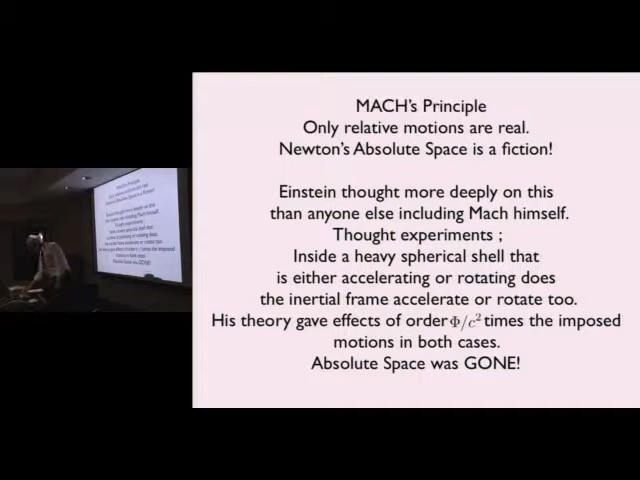 MACH's Principle
Only relative motions are real.
Newton's Absolute Space is a fiction!
Einstein thought more deeply on this
than anyone else including Mach himself.
Thought experiments ;
Inside a heavy spherical shell that
is either accelerating or rotating does
the inertial frame accelerate or rotate too.
His theory gave effects of order Φ/c² times the imposed
motions in both cases.
Absolute Space was GONE!